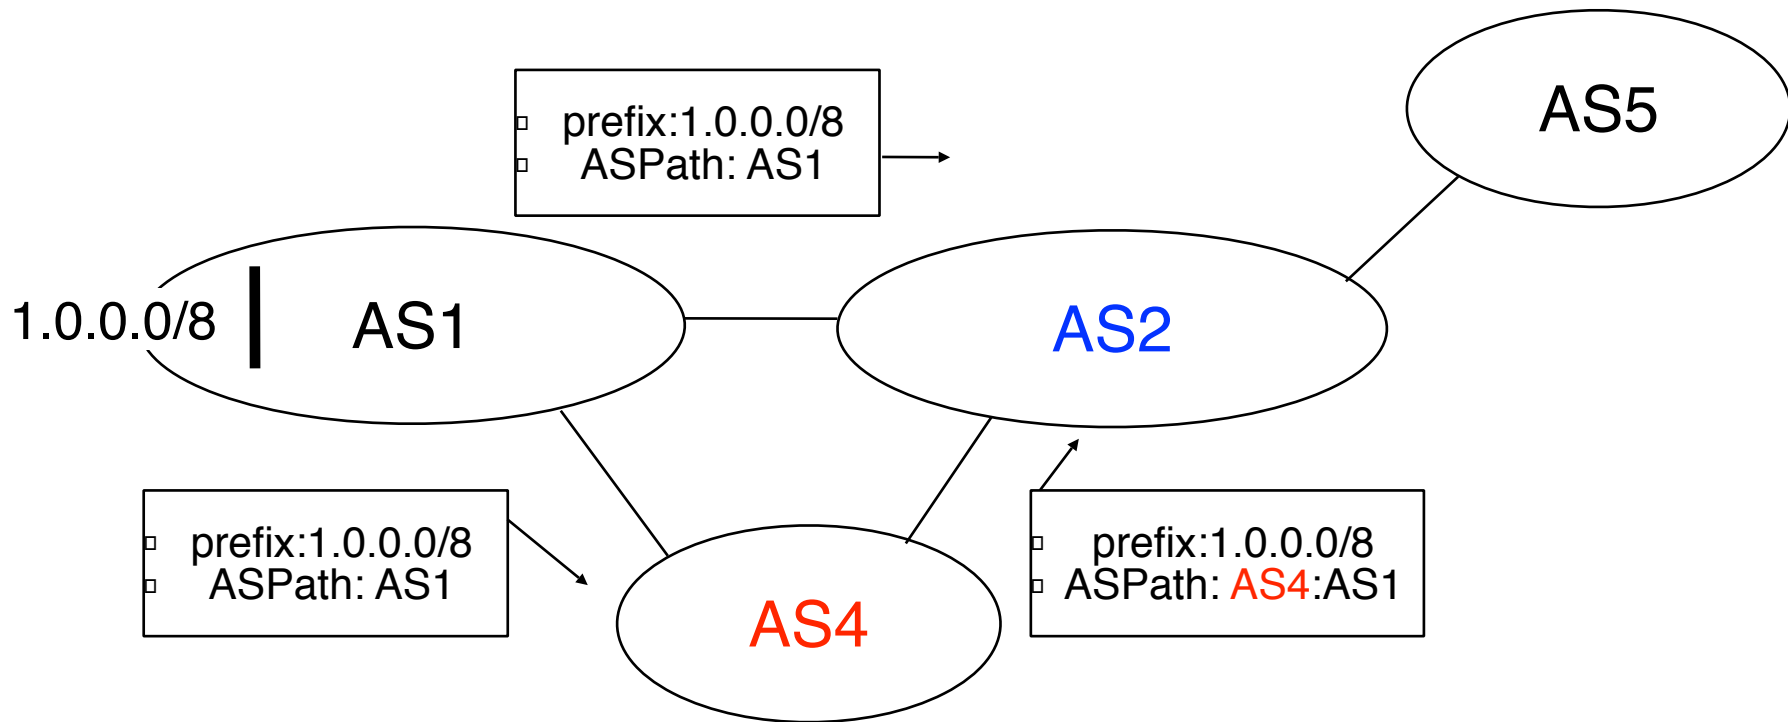 AS5
prefix:1.0.0.0/8
ASPath: AS1
1.0.0.0/8
AS1
AS2
prefix:1.0.0.0/8
ASPath: AS1
prefix:1.0.0.0/8
ASPath: AS4:AS1
AS4